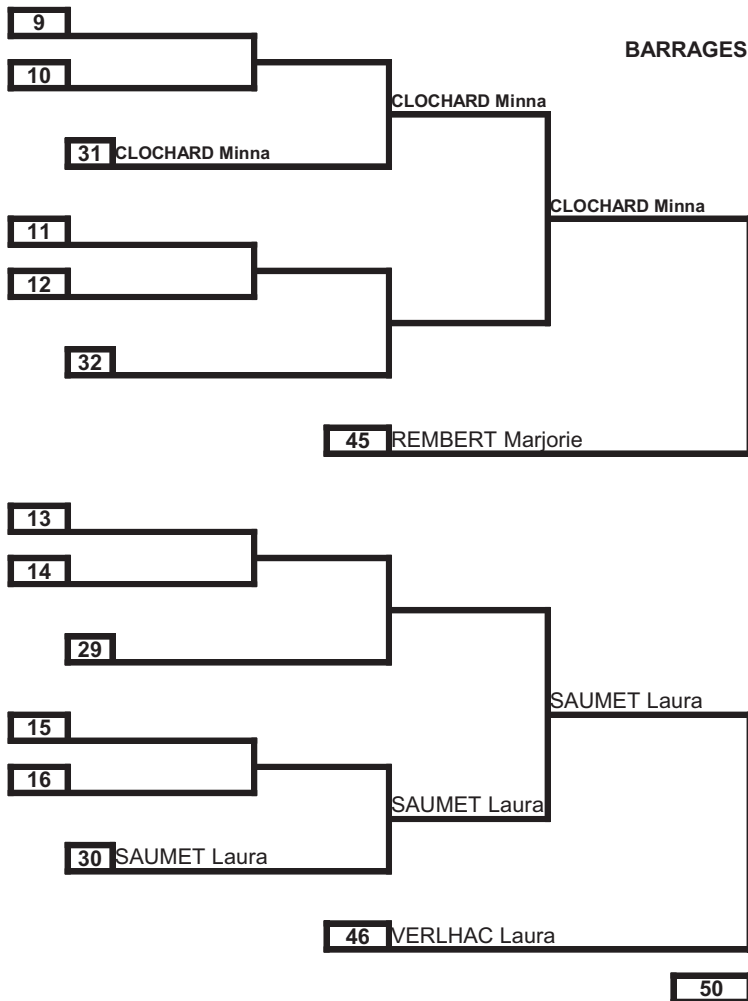 9
BARRAGES
10
CLOCHARD Minna
31 CLOCHARD Minna
CLOCHARD Minna
11
12
32
45 REMBERT Marjorie
13
14
29
SAUMET Laura
15
16
SAUMET Laura
30 SAUMET Laura
46 VERLHAC Laura
50